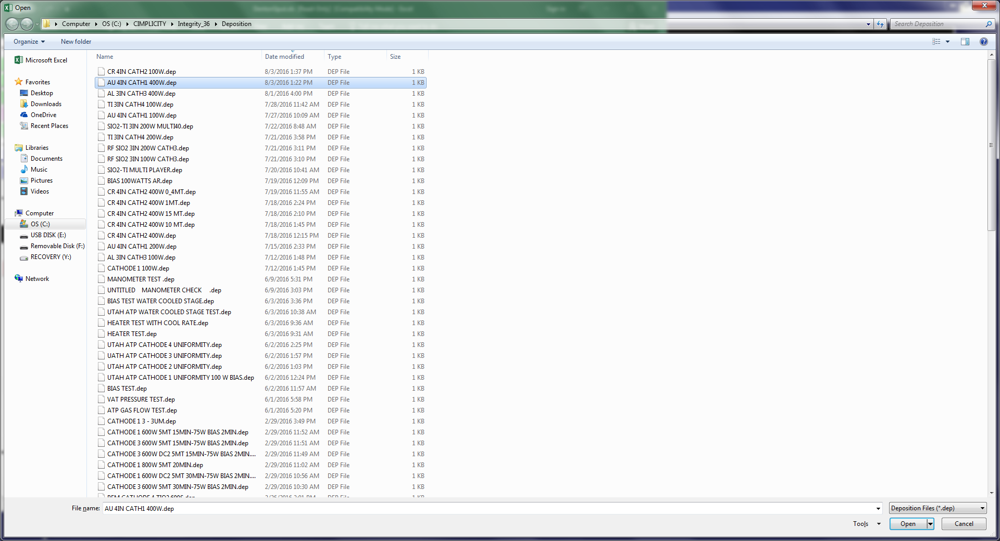 Open
Computer OS (C:) CIMPLICITY Integrity_36 Deposition Search Deposition
Organize New folder
Name Date modified Type Size
Microsoft Excel
Favorites
Desktop
Downloads
OneDrive
Recent Places
Libraries
Documents
Music
Pictures
Videos
Computer
OS (C:)
USB DISK (E:)
Removable Disk (F:)
RECOVERY (Y:)
Network
CR 4IN CATH2 100W.dep 8/3/2016 1:37 PM DEP File 1 KB
AU 4IN CATH1 400W.dep 8/3/2016 1:22 PM DEP File 1 KB
AL 3IN CATH3 400W.dep 8/1/2016 4:00 PM DEP File 1 KB
TI 3IN CATH4 100W.dep 7/28/2016 11:42 AM DEP File 1 KB
AU 4IN CATH1 100W.dep 7/27/2016 10:09 AM DEP File 1 KB
SIO2-TI 3IN 200W MULTI40.dep 7/22/2016 8:48 AM DEP File 1 KB
TI 3IN CATH4 200W.dep 7/21/2016 3:58 PM DEP File 1 KB
RF SIO2 3IN 200W CATH3.dep 7/21/2016 3:11 PM DEP File 1 KB
RF SIO2 3IN 100W CATH3.dep 7/21/2016 3:10 PM DEP File 1 KB
SIO2-TI MULTI PLAYER.dep 7/20/2016 10:41 AM DEP File 1 KB
BIAS 100WATTS AR.dep 7/19/2016 12:09 PM DEP File 1 KB
CR 4IN CATH2 400W 0_4MT.dep 7/19/2016 11:55 AM DEP File 1 KB
CR 4IN CATH2 400W 1MT.dep 7/18/2016 2:24 PM DEP File 1 KB
CR 4IN CATH2 400W 15 MT.dep 7/18/2016 2:10 PM DEP File 1 KB
CR 4IN CATH2 400W 10 MT.dep 7/18/2016 1:45 PM DEP File 1 KB
CR 4IN CATH2 400W.dep 7/18/2016 12:15 PM DEP File 1 KB
AU 4IN CATH1 200W.dep 7/15/2016 2:33 PM DEP File 1 KB
AL 3IN CATH3 100W.dep 7/12/2016 1:48 PM DEP File 1 KB
CATHODE 1 100W.dep 7/12/2016 1:45 PM DEP File 1 KB
MANOMETER TEST .dep 6/9/2016 5:31 PM DEP File 1 KB
UNTITLED MANOMETER CHECK .dep 6/9/2016 3:03 PM DEP File 1 KB
BIAS TEST WATER COOLED STAGE.dep 6/3/2016 3:36 PM DEP File 1 KB
UTAH ATP WATER COOLED STAGE TEST.dep 6/3/2016 10:38 AM DEP File 1 KB
HEATER TEST WITH COOL RATE.dep 6/3/2016 9:36 AM DEP File 1 KB
HEATER TEST.dep 6/3/2016 9:31 AM DEP File 1 KB
UTAH ATP CATHODE 4 UNIFORMITY.dep 6/2/2016 2:25 PM DEP File 1 KB
UATH ATP CATHODE 3 UNIFORMITY.dep 6/2/2016 1:57 PM DEP File 1 KB
UTAH ATP CATHODE 2 UNIFORMITY.dep 6/2/2016 1:03 PM DEP File 1 KB
UTAH ATP CATHODE 1 UNIFORMITY 100 W BIAS.dep 6/2/2016 12:24 PM DEP File 1 KB
BIAS TEST.dep 6/2/2016 11:57 AM DEP File 1 KB
VAT PRESSURE TEST.dep 6/1/2016 5:58 PM DEP File 1 KB
ATP GAS FLOW TEST.dep 6/1/2016 5:20 PM DEP File 1 KB
CATHODE 1 3 - 3UM.dep 2/29/2016 3:49 PM DEP File 1 KB
CATHODE 1 600W 5MT 15MIN-75W BIAS 2MIN.dep 2/29/2016 11:52 AM DEP File 1 KB
CATHODE 3 600W 5MT 15MIN-75W BIAS 2MIN.dep 2/29/2016 11:51 AM DEP File 1 KB
CATHODE 3 600W DC2 5MT 15MIN-75W BIAS 2MIN.... 2/29/2016 11:49 AM DEP File 1 KB
CATHODE 1 800W 5MT 20MIN.dep 2/29/2016 11:02 AM DEP File 1 KB
CATHODE 1 600W DC2 5MT 30MIN-75W BIAS 2MIN.... 2/29/2016 10:56 AM DEP File 1 KB
CATHODE 3 600W 5MT 30MIN-75W BIAS 2MIN.dep 2/29/2016 10:30 AM DEP File 1 KB
File name: AU 4IN CATH1 400W.dep Deposition Files (*.dep)
Tools Open Cancel